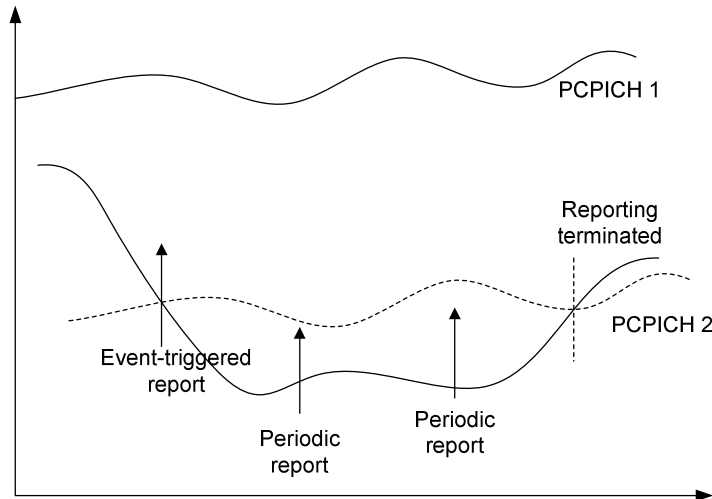 PCPICH 1
Reporting
terminated
PCPICH 2
Event-triggered
report
Periodic
report
Periodic
report